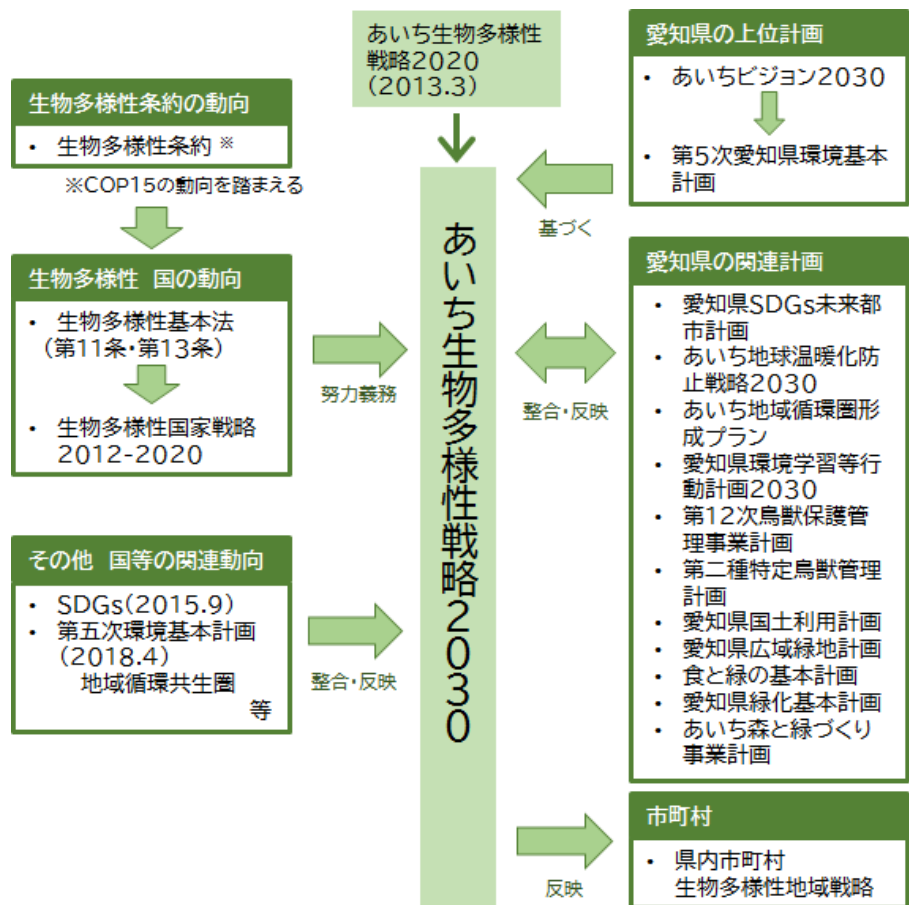 あいち生物多様性
戦略2020
(2013.3)
生物多様性条約の動向
• 生物多様性条約 ※
※COP15の動向を踏まえる
生物多様性 国の動向
• 生物多様性基本法
(第11条・第13条)
• 生物多様性国家戦略
2012-2020
努力義務
その他 国等の関連動向
• SDGs(2015.9)
• 第五次環境基本計画
(2018.4)
地域循環共生圏
等
整合・反映
あいち生物多様性戦略2030
愛知県の上位計画
• あいちビジョン2030
• 第5次愛知県環境基本
計画
基づく
愛知県の関連計画
• 愛知県SDGs未来都
市計画
• あいち地球温暖化防
止戦略2030
• あいち地域循環圏形
成プラン
• 愛知県環境学習等行
動計画2030
• 第12次鳥獣保護管
理事業計画
• 第二種特定鳥獣管理
計画
• 愛知県国土利用計画
• 愛知県広域緑地計画
• 食と緑の基本計画
• 愛知県緑化基本計画
• あいち森と緑づくり
事業計画
整合・反映
市町村
• 県内市町村
生物多様性地域戦略
反映